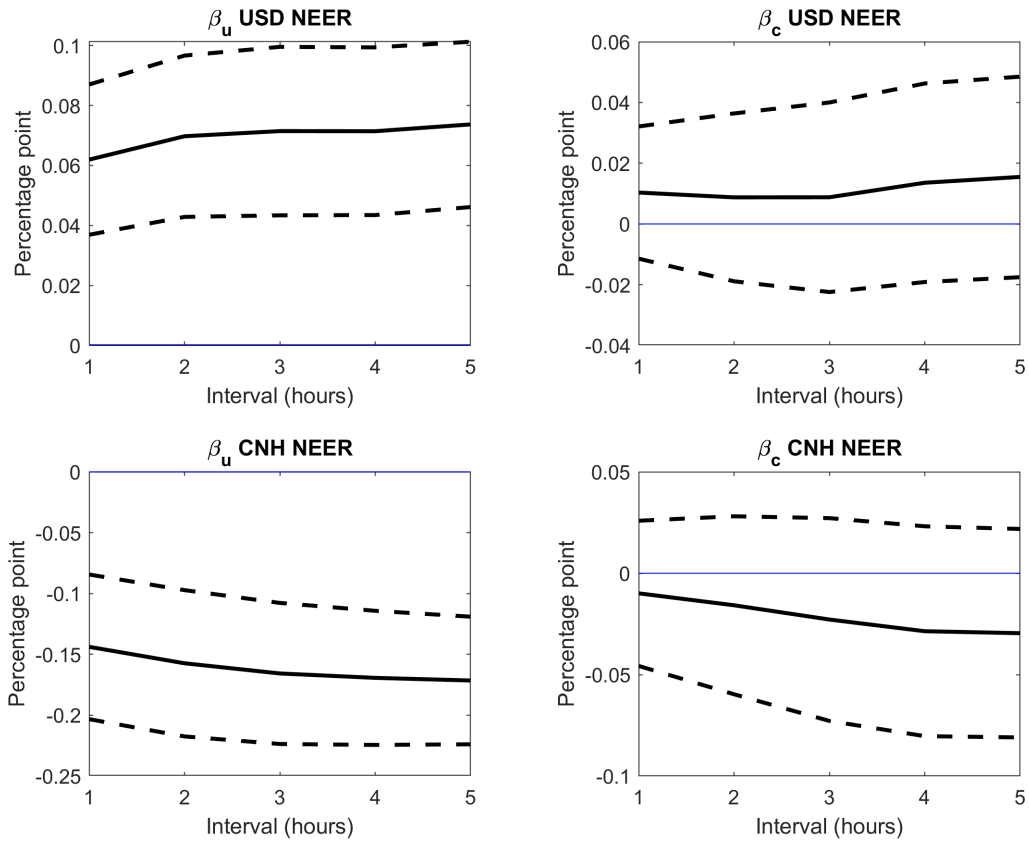 β_u USD NEER
Percentage point
0.1
0.08
0.06
0.04
0.02
0
1 2 3 4 5
Interval (hours)
β_c USD NEER
Percentage point
0.06
0.04
0.02
0
-0.02
-0.04
1 2 3 4 5
Interval (hours)
β_u CNH NEER
Percentage point
0
-0.05
-0.1
-0.15
-0.2
-0.25
1 2 3 4 5
Interval (hours)
β_c CNH NEER
Percentage point
0.05
0
-0.05
-0.1
1 2 3 4 5
Interval (hours)